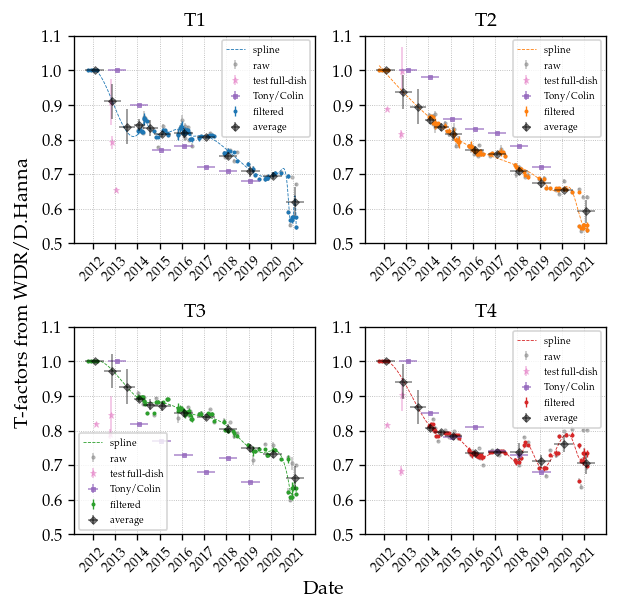 T1
1.1
1.0
0.9
0.8
0.7
0.6
0.5
2012
2013
2014
2015
2016
2017
2018
2019
2020
2021
spline
raw
test full-dish
Tony/Colin
filtered
average
T2
1.1
1.0
0.9
0.8
0.7
0.6
0.5
2012
2013
2014
2015
2016
2017
2018
2019
2020
2021
spline
raw
test full-dish
Tony/Colin
filtered
average
T-factors from WDR/D.Hanna
T3
1.1
1.0
0.9
0.8
0.7
0.6
0.5
2012
2013
2014
2015
2016
2017
2018
2019
2020
2021
spline
raw
test full-dish
Tony/Colin
filtered
average
T4
1.1
1.0
0.9
0.8
0.7
0.6
0.5
2012
2013
2014
2015
2016
2017
2018
2019
2020
2021
spline
raw
test full-dish
Tony/Colin
filtered
average
Date